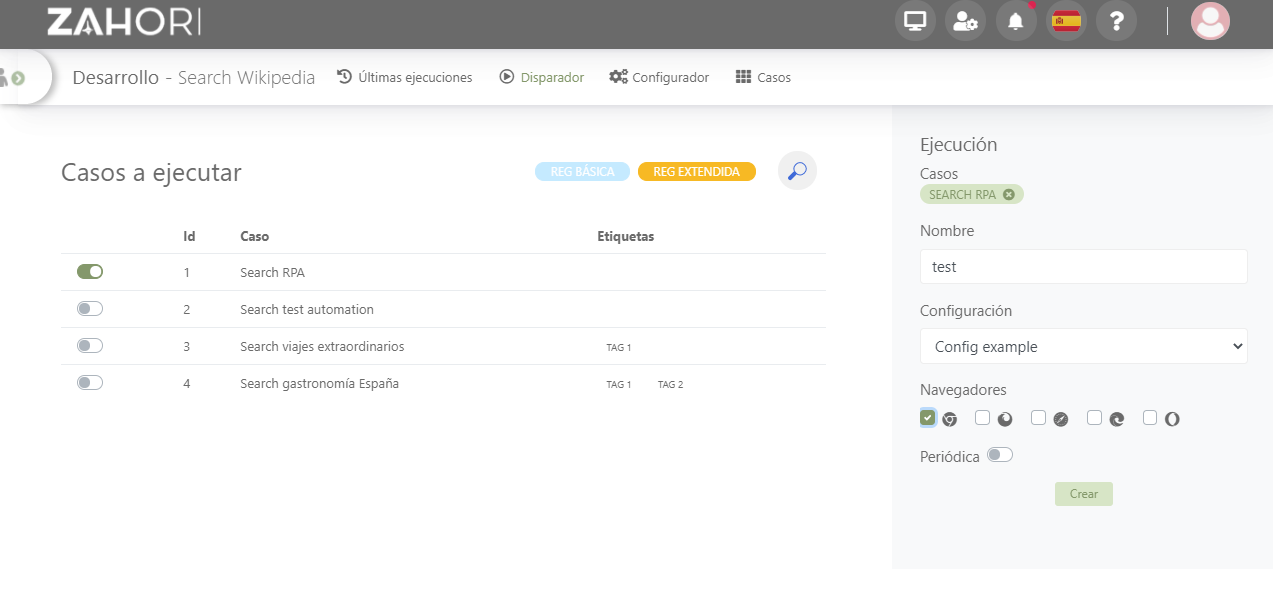 ZAHORI
Desarrollo - Search Wikipedia Últimas ejecuciones Disparador Configurador Casos
Casos a ejecutar
REG BÁSICA REG EXTENDIDA
Id Caso Etiquetas
1 Search RPA
2 Search test automation
3 Search viajes extraordinarios TAG 1
4 Search gastronomía España TAG 1 TAG 2
Ejecución
Casos
SEARCH RPA
Nombre
test
Configuración
Config example
Navegadores
Periódica
Crear